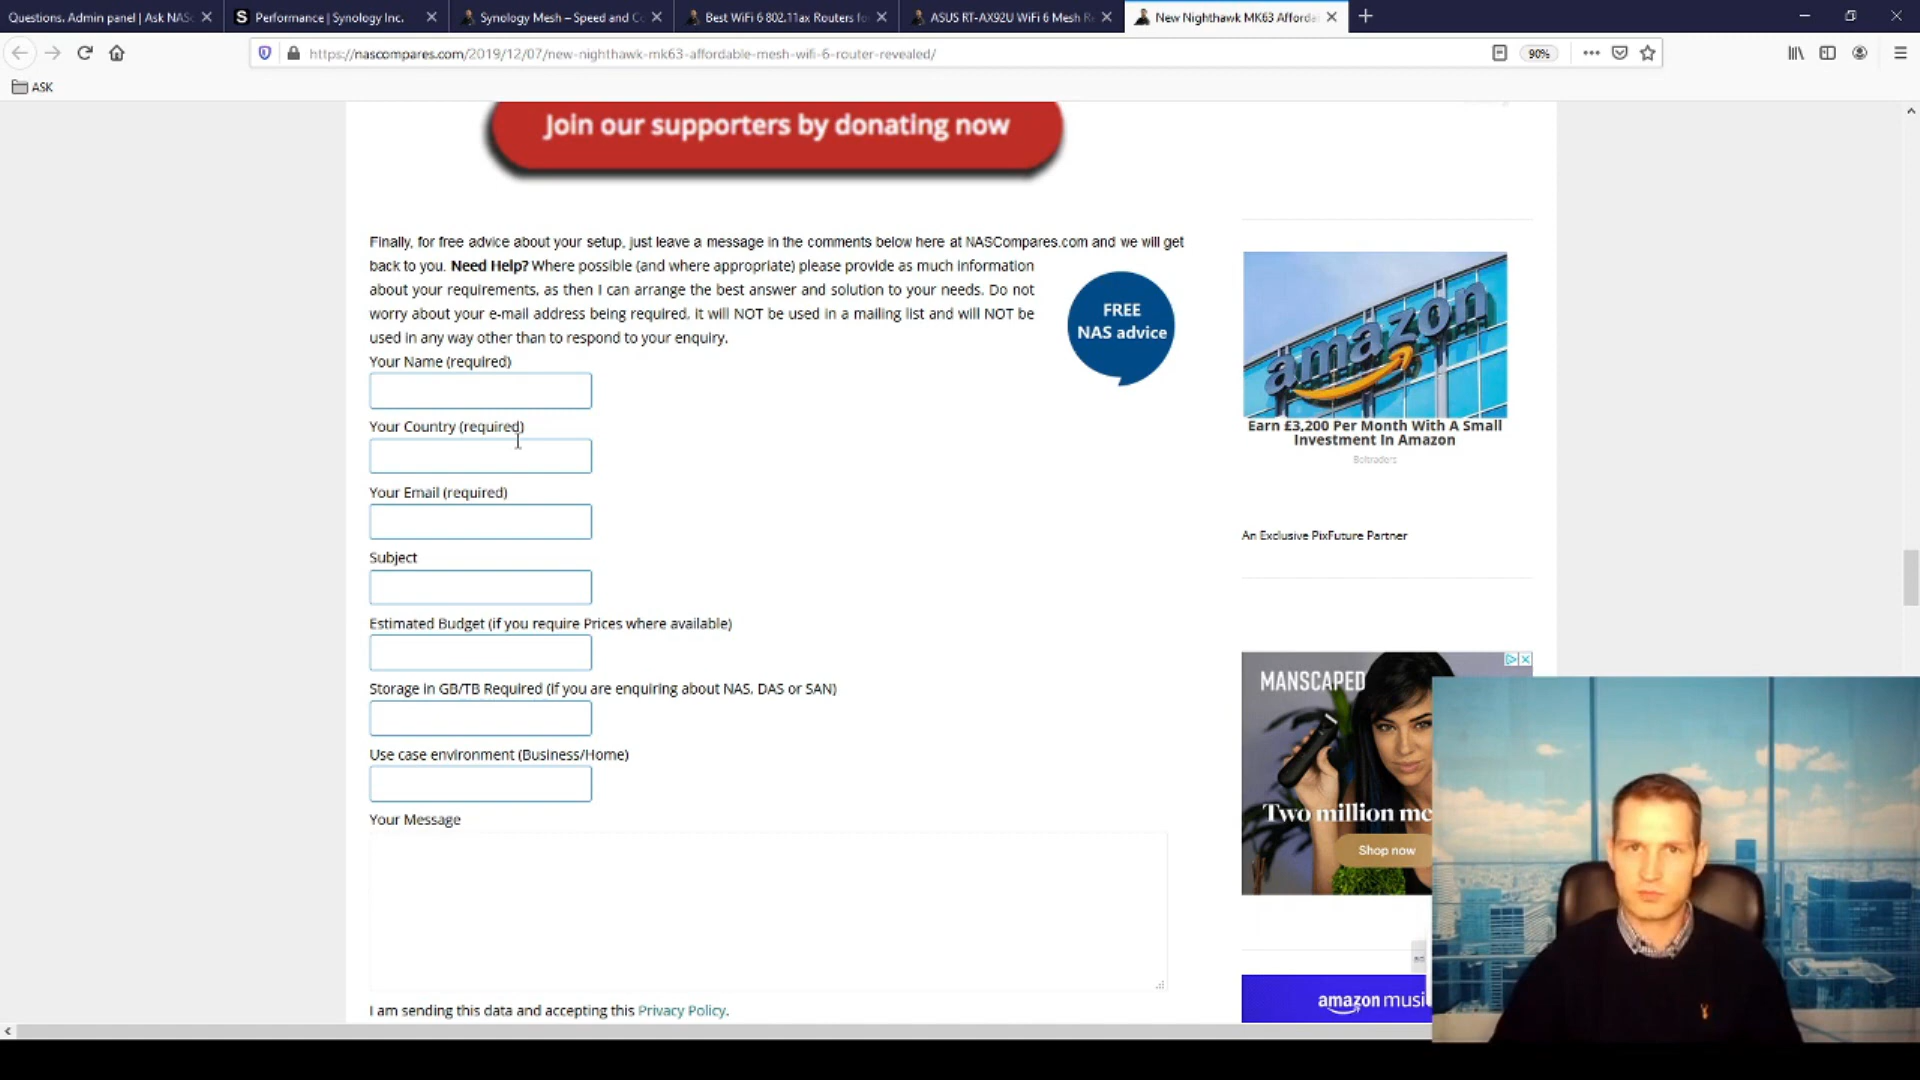 Questions. Admin panel | Ask NAS
Performance | Synology Inc.
Synology Mesh – Speed and Co
Best WiFi 6 802.11ax Routers fo
ASUS RT-AX92U WiFi 6 Mesh R
New Nighthawk MK63 Afforda
https://nascompares.com/2019/12/07/new-nighthawk-mk63-affordable-mesh-wifi-6-router-revealed/
90%
ASK
Join our supporters by donating now
Finally, for free advice about your setup, just leave a message in the comments below here at NASCompares.com and we will get
back to you. Need Help? Where possible (and where appropriate) please provide as much information
about your requirements, as then I can arrange the best answer and solution to your needs. Do not
worry about your e-mail address being required, it will NOT be used in a mailing list and will NOT be
used in any way other than to respond to your enquiry.
FREE
NAS advice
Your Name (required)
Your Country (required)
Your Email (required)
Subject
Estimated Budget (if you require Prices where available)
Storage in GB/TB Required (if you are enquiring about NAS, DAS or SAN)
Use case environment (Business/Home)
Your Message
I am sending this data and accepting this Privacy Policy.
amazon
Earn £3,200 Per Month With A Small
Investment In Amazon
Boltraders
An Exclusive PixFuture Partner
MANSCAPED
Two million me
Shop now
amazon musi